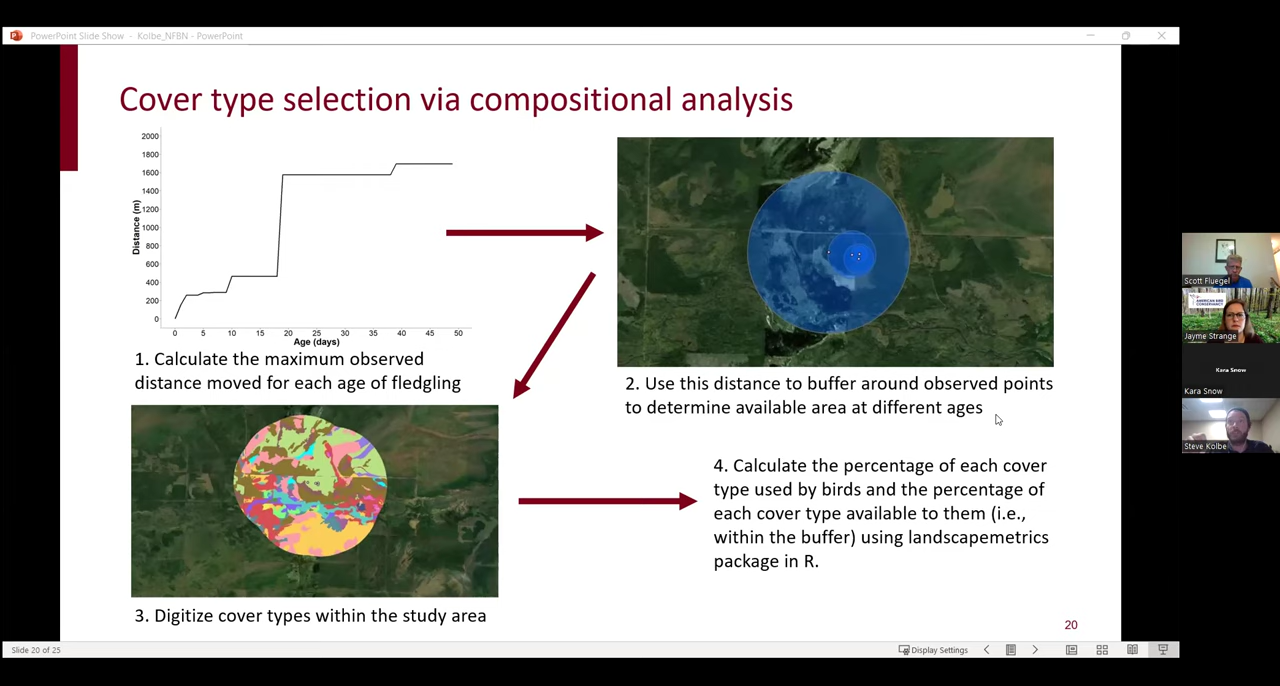 PowerPoint Slide Show - Kolbe_NFBN - PowerPoint
Cover type selection via compositional analysis
2000
1800
1600
1400
1200
1000
800
600
400
200
0
Distance (m)
0 5 10 15 20 25 30 35 40 45 50
Age (days)
1. Calculate the maximum observed
distance moved for each age of fledgling
2. Use this distance to buffer around observed points
to determine available area at different ages
3. Digitize cover types within the study area
4. Calculate the percentage of each cover
type used by birds and the percentage of
each cover type available to them (i.e.,
within the buffer) using landscapemetrics
package in R.
20
Slide 20 of 25
Display Settings
Scott Fluegel
AMERICAN BIRD
CONSERVANCY
Jayme Strange
Kara Snow
Kara Snow
Steve Kolbe